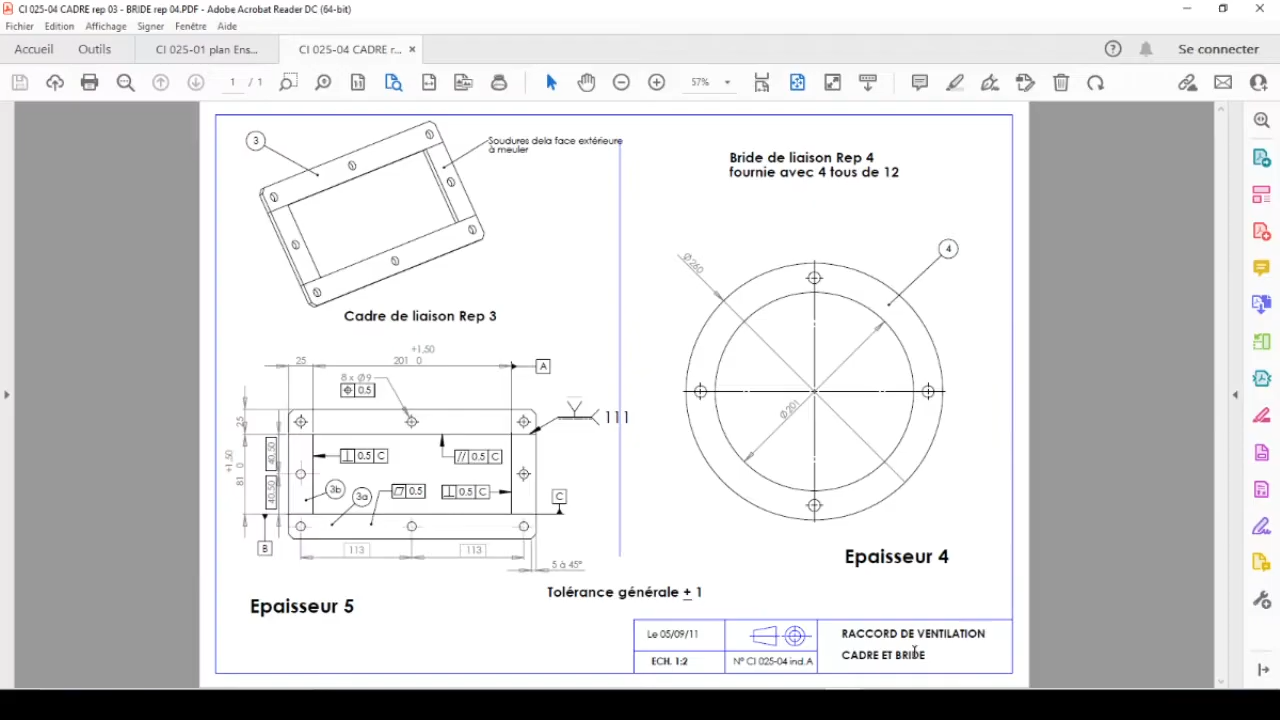 CI 025-04 CADRE rep 03 - BRIDE rep 04.PDF - Adobe Acrobat Reader DC (64-bit)
Fichier Edition Affichage Signer Fenêtre Aide
Accueil Outils CI 025-01 plan Ens... CI 025-04 CADRE r... Se connecter
1 / 1 57%
3
Soudures dela face extérieure
à meuler
Bride de liaison Rep 4
fournie avec 4 tous de 12
4
Ø260
Cadre de liaison Rep 3
+1,50
25 201 0 A
8 x Ø9
0.5
25
111
Ø201
40,50
0.5 C
0.5 C
+1,50
81 0
40,50
3b
3a
0.5
0.5 C
C
B
113 113
5 à 45°
Epaisseur 4
Tolérance générale ± 1
Epaisseur 5
Le 05/09/11
RACCORD DE VENTILATION
ECH. 1:2
N° CI 025-04 ind.A
CADRE ET BRIDE